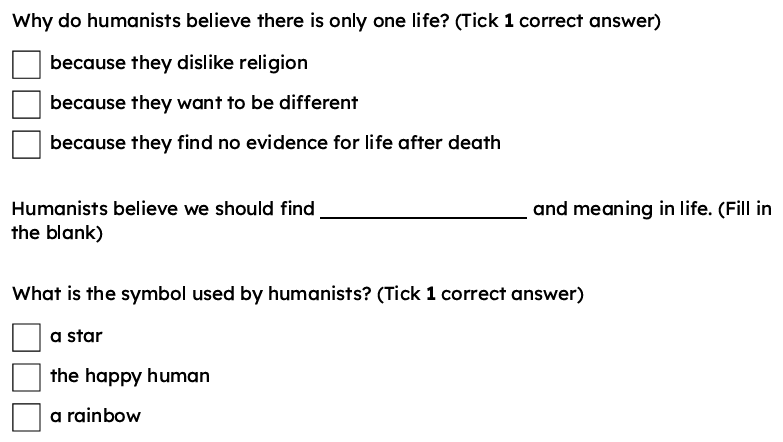 Why do humanists believe there is only one life? (Tick 1 correct answer)
because they dislike religion
because they want to be different
because they find no evidence for life after death
Humanists believe we should find ____________________ and meaning in life. (Fill in
the blank)
What is the symbol used by humanists? (Tick 1 correct answer)
a star
the happy human
a rainbow